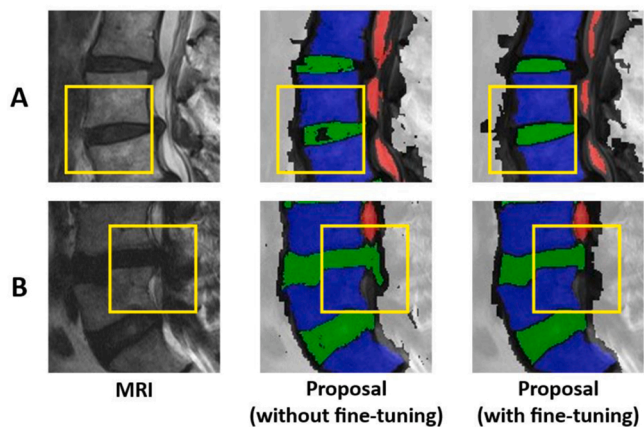 A
B
MRI
Proposal
(without fine-tuning)
Proposal
(with fine-tuning)